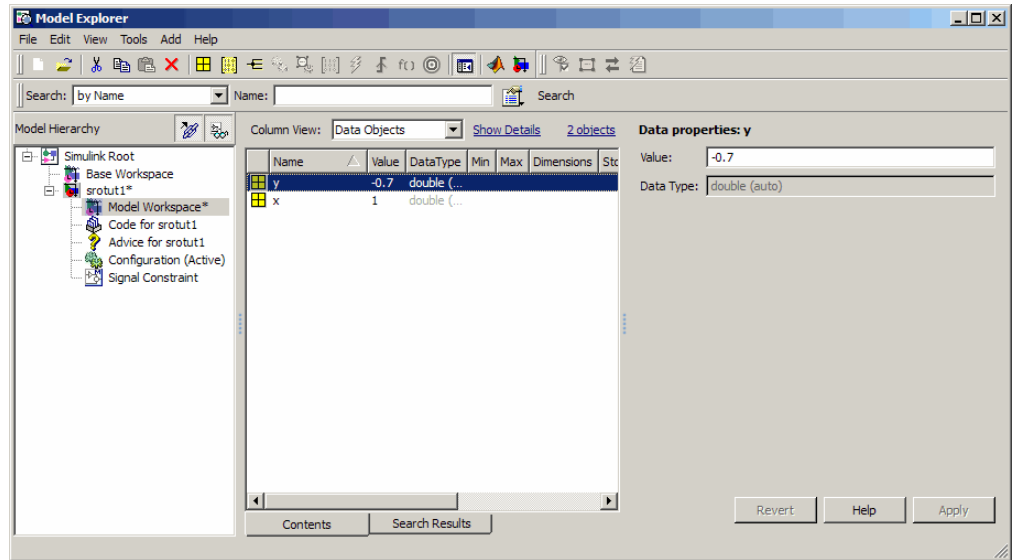 Model Explorer
File Edit View Tools Add Help
f()
Search: by Name Name: Search
Model Hierarchy
Simulink Root
Base Workspace
srotut1*
Model Workspace*
Code for srotut1
Advice for srotut1
Configuration (Active)
Signal Constraint
Column View: Data Objects Show Details 2 objects
Name Value DataType Min Max Dimensions Stc
y -0.7 double (...
x 1 double (...
Contents Search Results
Data properties: y
Value: -0.7
Data Type: double (auto)
Revert Help Apply